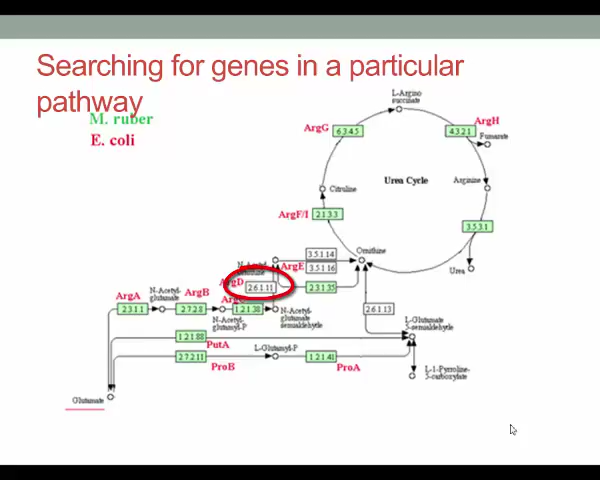 Searching for genes in a particular
pathway
M. ruber
E. coli
L-Argino
succinate
ArgG
6.3.4.5
4.3.2.1
ArgH
Fumarate
Urea Cycle
Citrulline
Arginine
ArgF/I
2.1.3.3
3.5.3.1
Ornithine
Urea
3.5.1.14
ArgE
3.5.1.16
ArgD
2.6.1.11
2.3.1.35
ArgA
N-Acetyl-
glutamate
ArgB
2.3.1.1
2.7.2.8
1.2.1.38
N-Acetyl-
glutamyl-P
N-Acetyl-
glutamate
semialdehyde
2.6.1.13
L-Glutamate
5-semialdehyde
1.2.1.88
PutA
2.7.2.11
L-Glutamyl-P
1.2.1.41
ProB
ProA
L-1-Pyrroline-
5-carboxylate
Glutamate